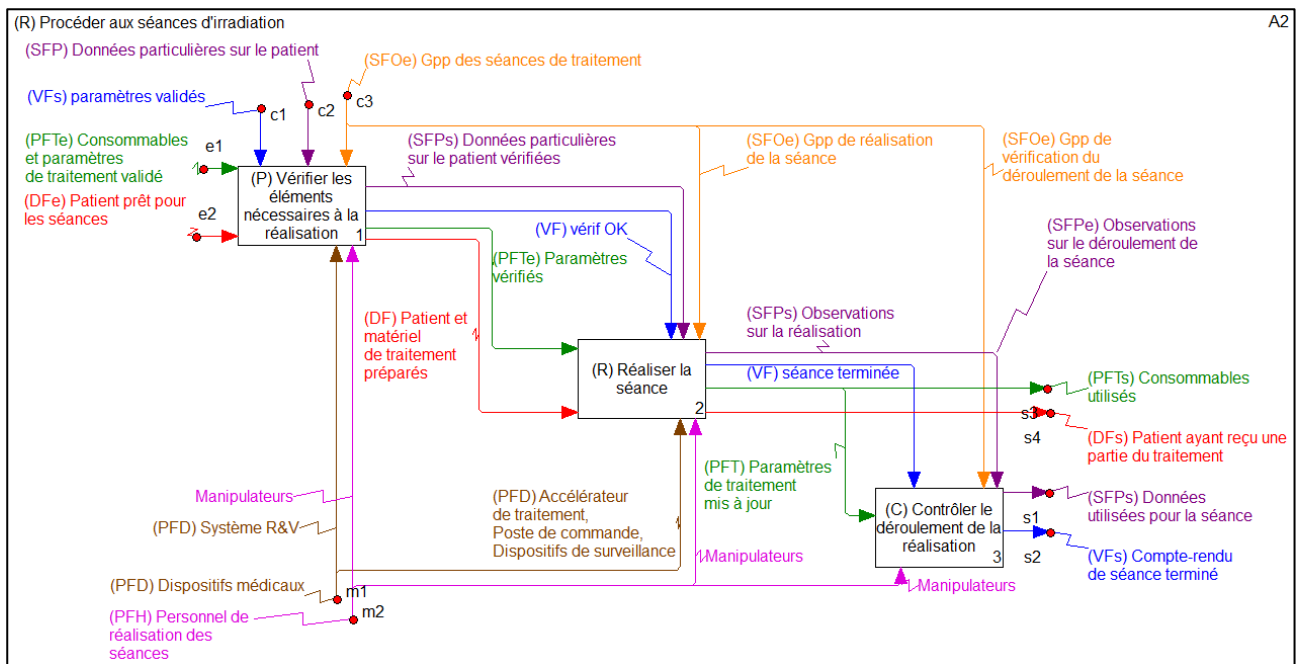 (R) Procéder aux séances d'irradiation
A2
(SFP) Données particulières sur le patient
(SFOe) Gpp des séances de traitement
(VFs) paramètres validés
c1
c2
c3
(PFTe) Consommables
et paramètres
de traitement validé
e1
(DFe) Patient prêt pour
les séances
e2
(P) Vérifier les
éléments
nécessaires à la
réalisation
1
(SFPs) Données particulières
sur le patient vérifiées
(SFOe) Gpp de réalisation
de la séance
(SFOe) Gpp de
vérification du
déroulement de la séance
(VF) vérif OK
(PFTe) Paramètres
vérifiés
(SFPe) Observations
sur le déroulement de
la séance
(DF) Patient et
matériel
de traitement
préparés
(SFPs) Observations
sur la réalisation
(R) Réaliser la
séance
2
(VF) séance terminée
(PFTs) Consommables
utilisés
s3
s4
(DFs) Patient ayant reçu une
partie du traitement
(PFT) Paramètres
de traitement
mis à jour
Manipulateurs
(PFD) Système R&V
(PFD) Accélérateur
de traitement,
Poste de commande,
Dispositifs de surveillance
(C) Contrôler le
déroulement de la
réalisation
3
(SFPs) Données
utilisées pour la séance
s1
s2
(VFs) Compte-rendu
de séance terminé
Manipulateurs
Manipulateurs
(PFD) Dispositifs médicaux
m1
(PFH) Personnel de
réalisation des
séances
m2